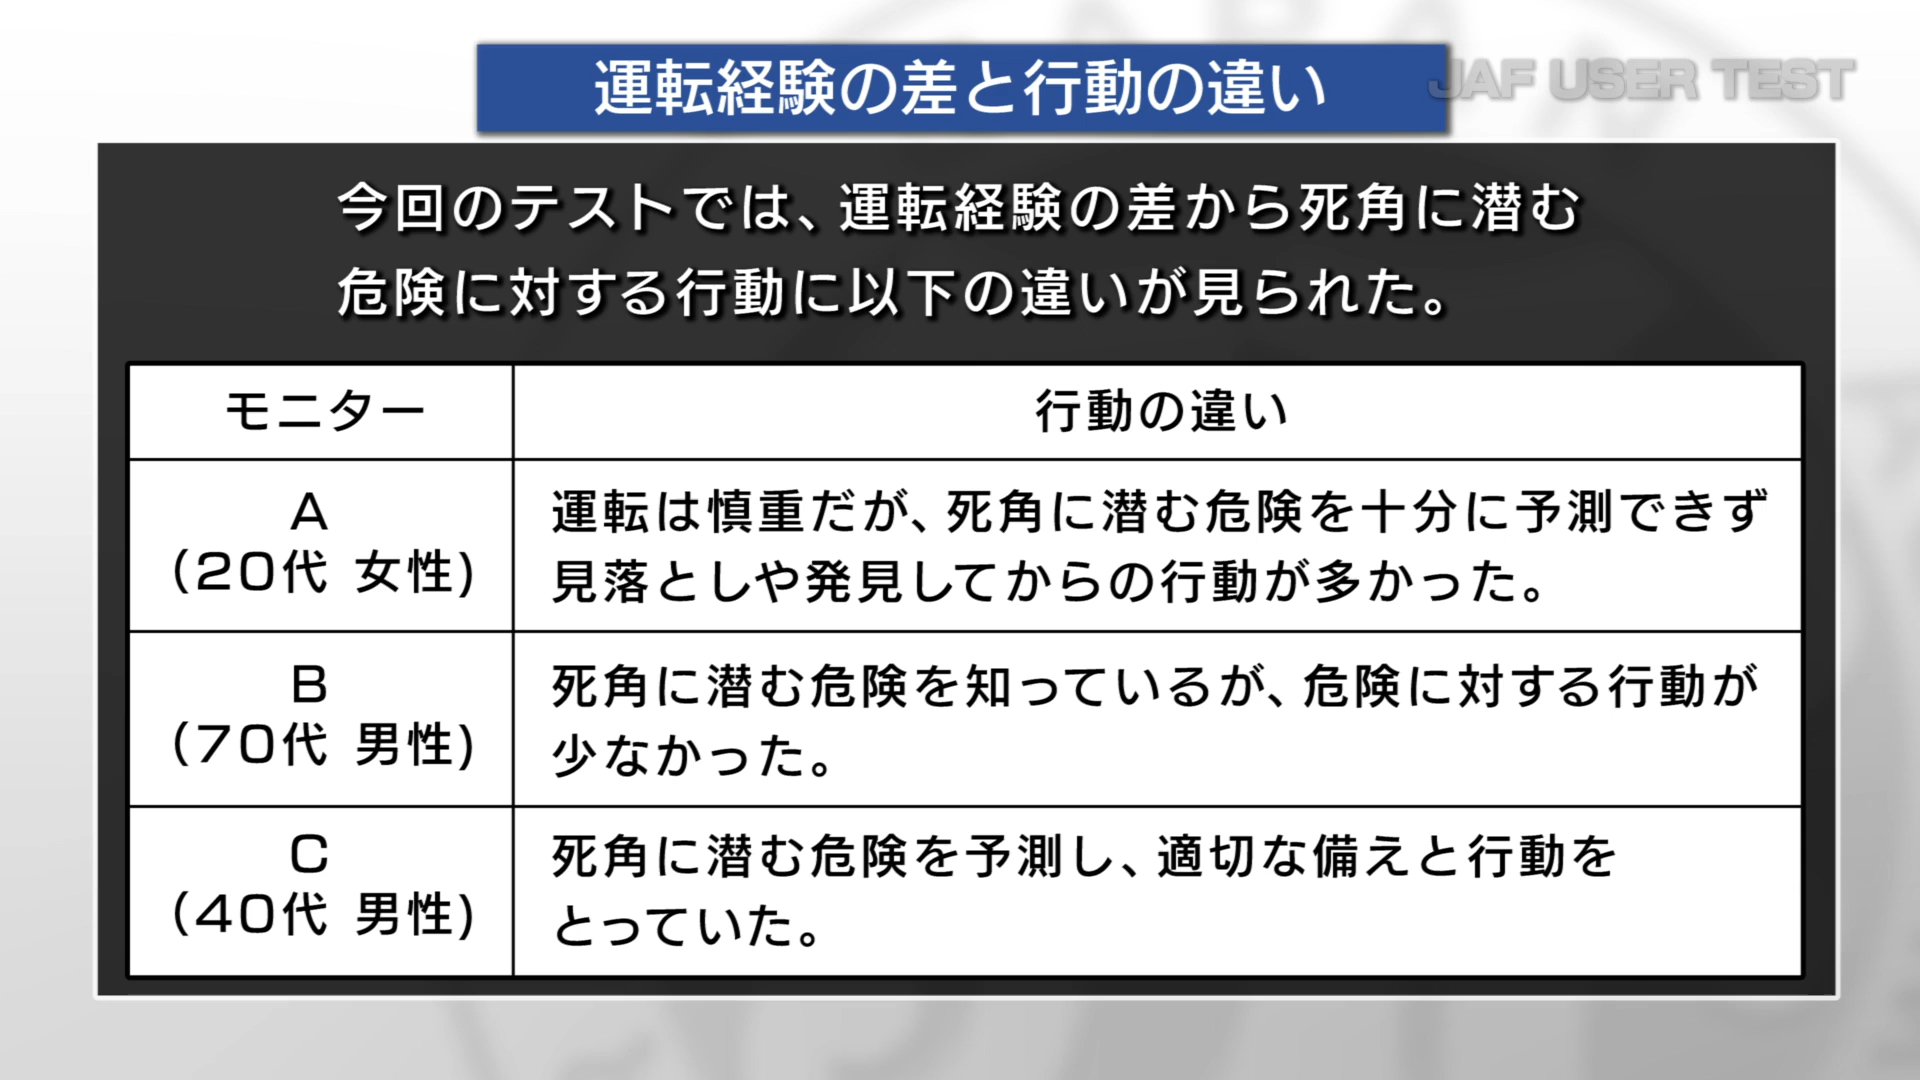 運転経験の差と行動の違い
JAF USER TEST
今回のテストでは、運転経験の差から死角に潜む
危険に対する行動に以下の違いが見られた。
モニター
行動の違い
A
(20代 女性)
運転は慎重だが、死角に潜む危険を十分に予測できず
見落としや発見してからの行動が多かった。
B
(70代 男性)
死角に潜む危険を知っているが、危険に対する行動が
少なかった。
C
(40代 男性)
死角に潜む危険を予測し、適切な備えと行動を
とっていた。